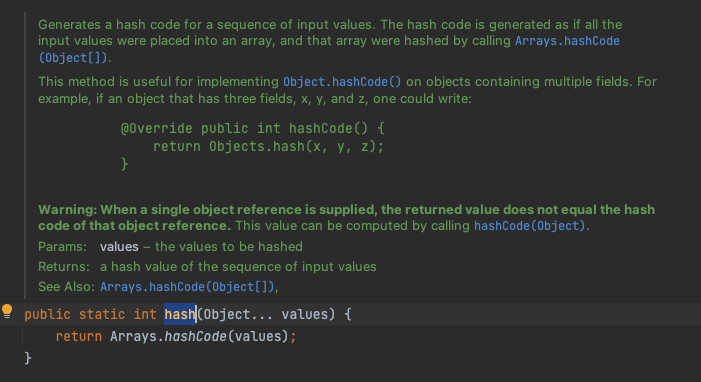 Generates a hash code for a sequence of input values. The hash code is generated as if all the
input values were placed into an array, and that array were hashed by calling Arrays.hashCode
(Object[]).
This method is useful for implementing Object.hashCode() on objects containing multiple fields. For
example, if an object that has three fields, x, y, and z, one could write:
@Override public int hashCode() {
return Objects.hash(x, y, z);
}
Warning: When a single object reference is supplied, the returned value does not equal the hash
code of that object reference. This value can be computed by calling hashCode(Object).
Params: values – the values to be hashed
Returns: a hash value of the sequence of input values
See Also: Arrays.hashCode(Object[]),
public static int hash(Object... values) {
return Arrays.hashCode(values);
}